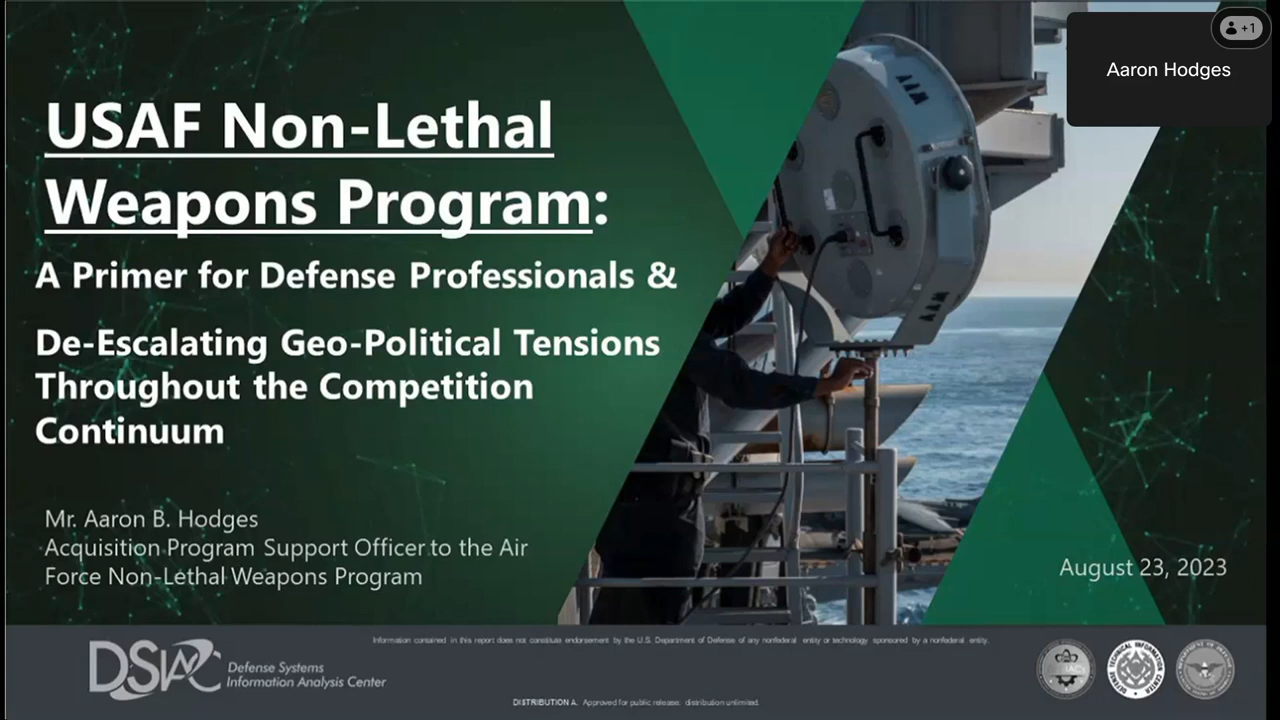 +1
Aaron Hodges
USAF Non-Lethal
Weapons Program:
A Primer for Defense Professionals &
De-Escalating Geo-Political Tensions
Throughout the Competition
Continuum
Mr. Aaron B. Hodges
Acquisition Program Support Officer to the Air
Force Non-Lethal Weapons Program
August 23, 2023
Information contained in this report does not constitute endorsement by the U.S. Department of Defense of any nonfederal entity or technology sponsored by a nonfederal entity.
DSIAC
Defense Systems
Information Analysis Center
DISTRIBUTION A. Approved for public release: distribution unlimited.